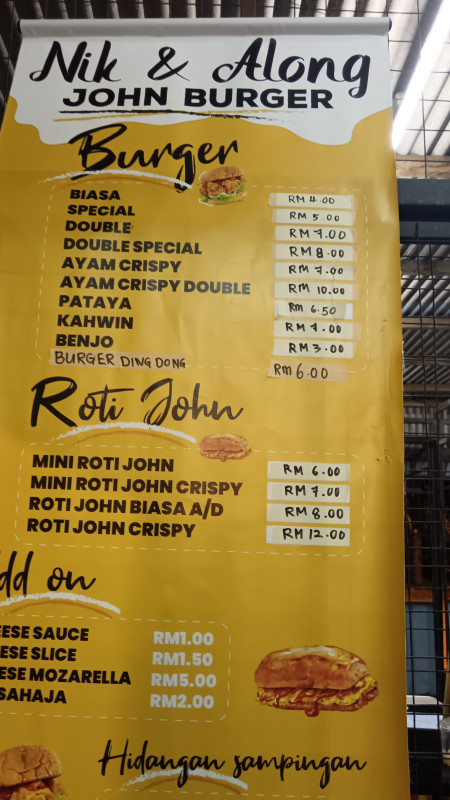 Nik & Along
JOHN BURGER
Burger
BIASA RM 4.00
SPECIAL RM 5.00
DOUBLE RM 7.00
DOUBLE SPECIAL RM 8.00
AYAM CRISPY RM 7.00
AYAM CRISPY DOUBLE RM 10.00
PATAYA RM 6.50
KAHWIN RM 7.00
BENJO RM 3.00
BURGER DING DONG RM 6.00
Roti John
MINI ROTI JOHN RM 6.00
MINI ROTI JOHN CRISPY RM 7.00
ROTI JOHN BIASA A/D RM 8.00
ROTI JOHN CRISPY RM 12.00
dd on
EESE SAUCE RM1.00
ESE SLICE RM1.50
ESE MOZARELLA RM5.00
SAHAJA RM2.00
Hidangan sampingan